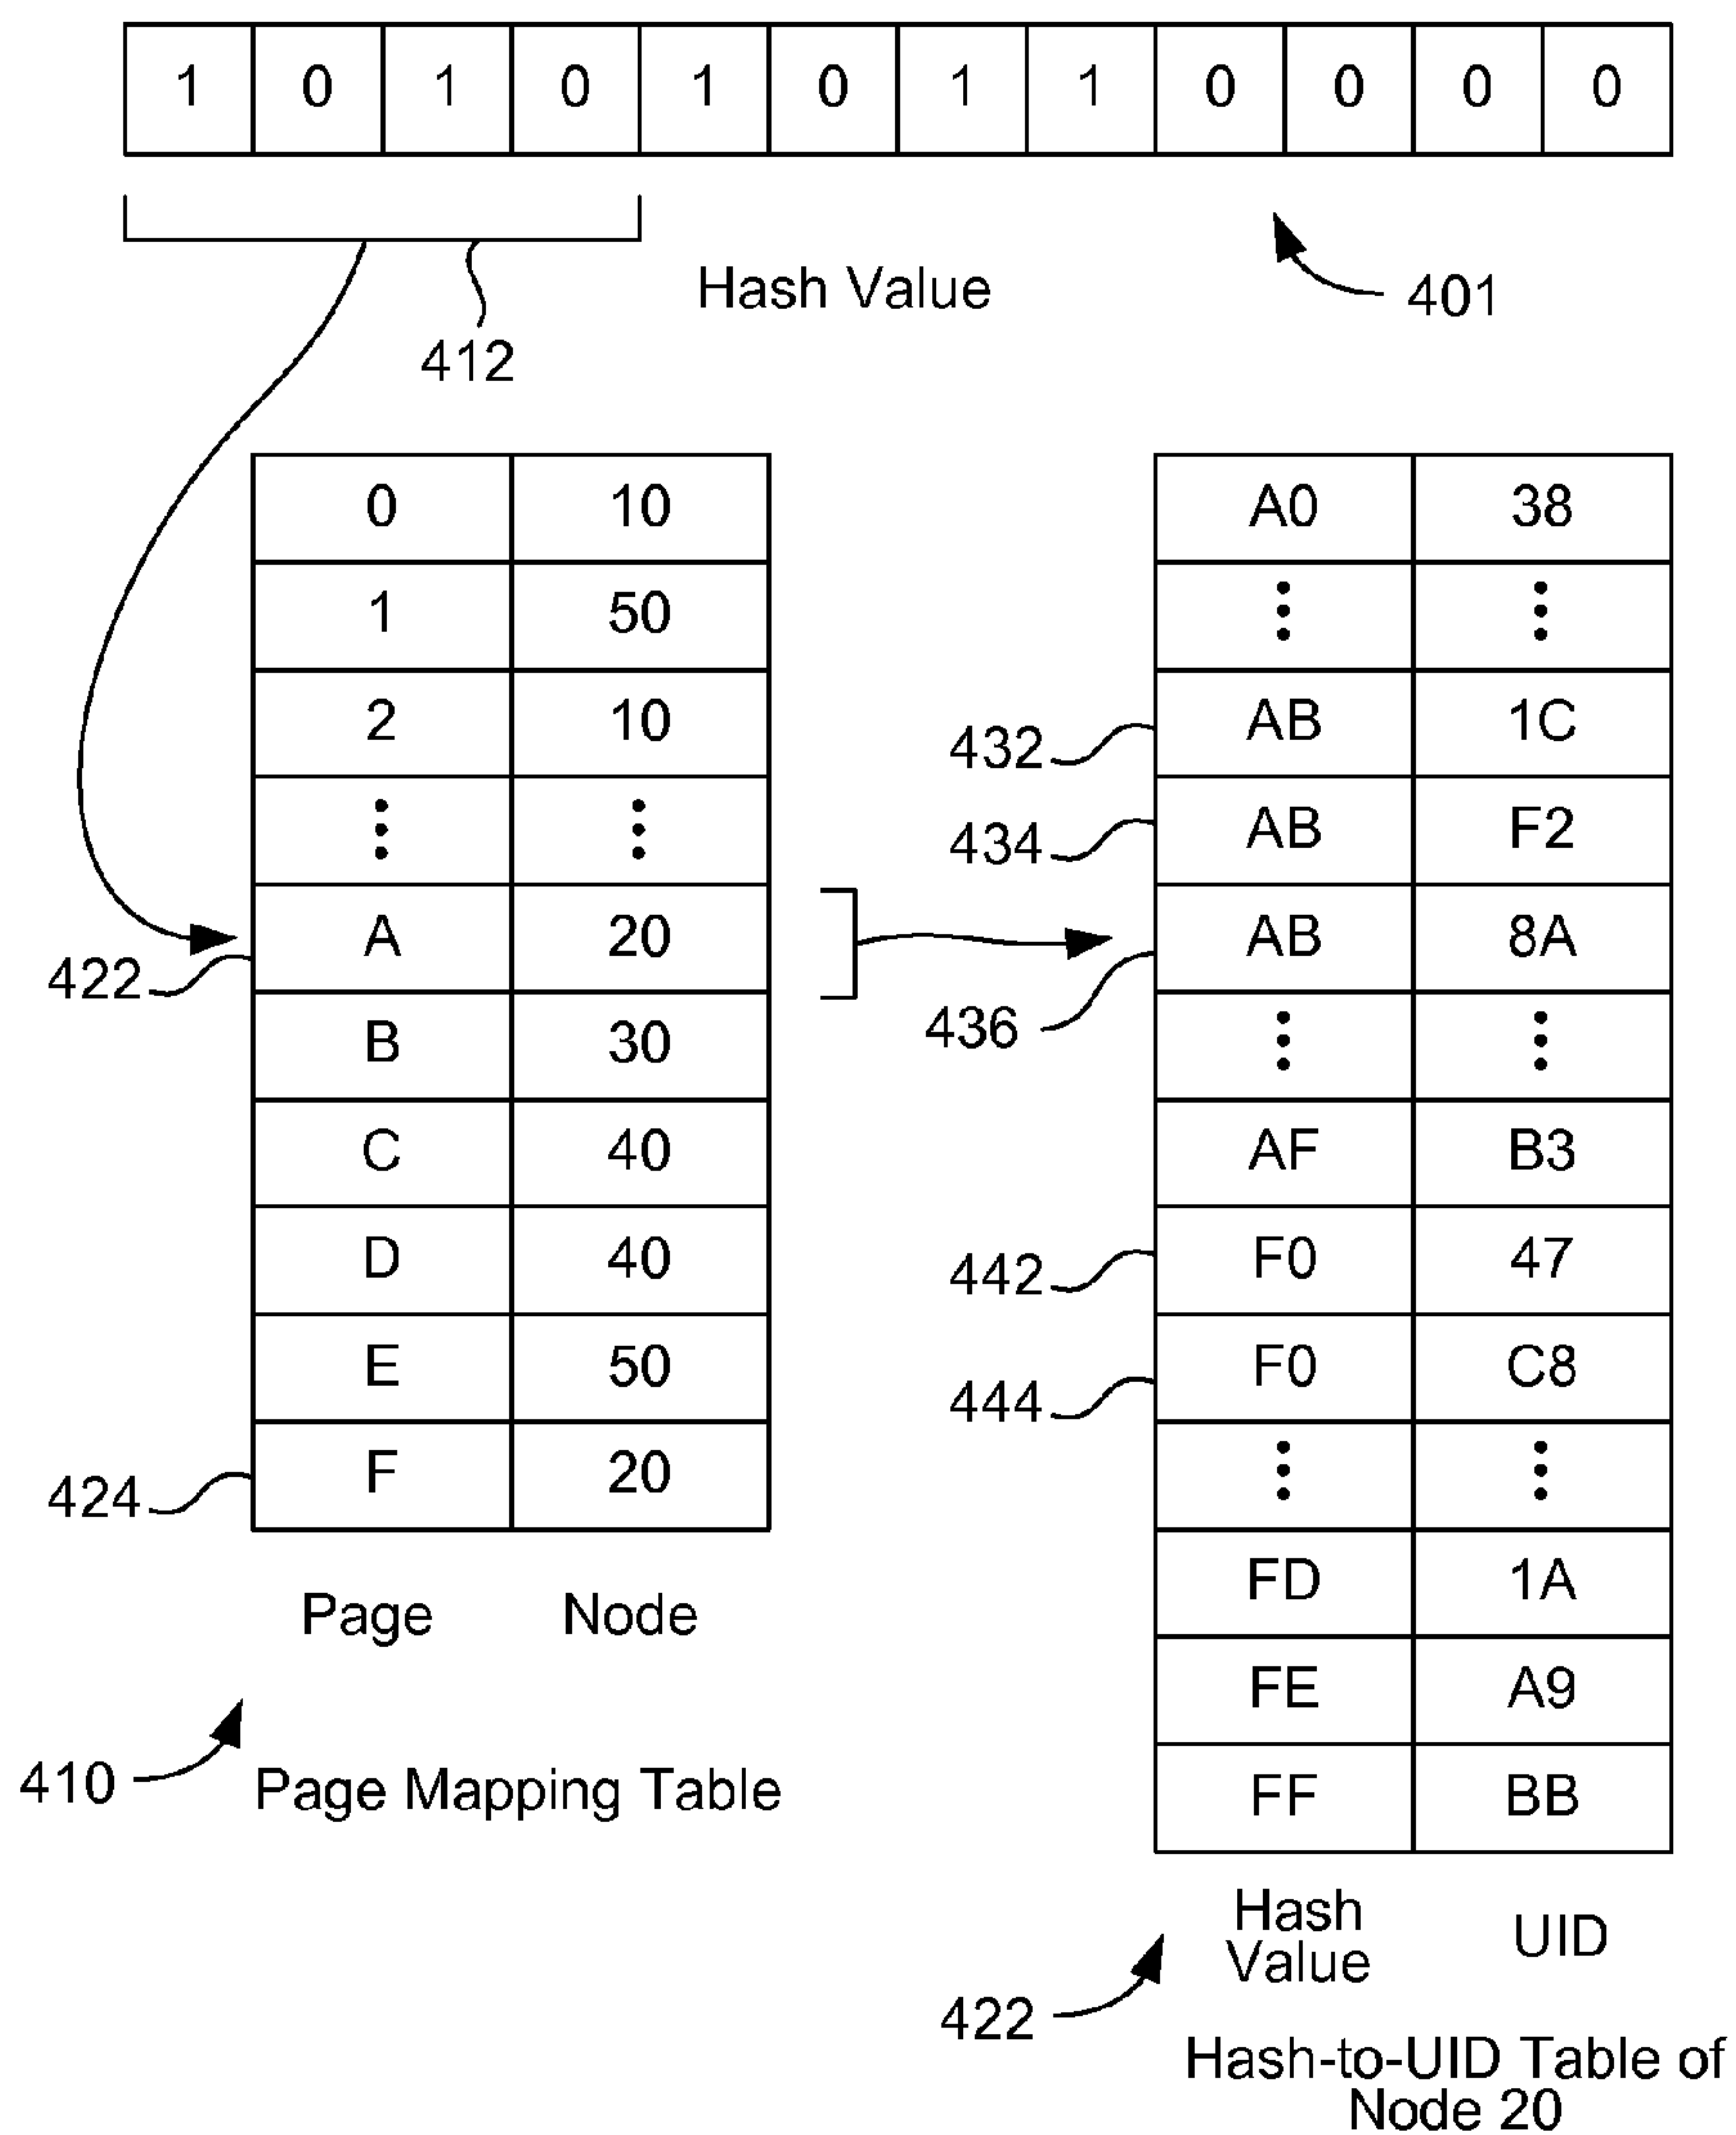 1 0 1 0 1 0 1 1 0 0 0 0
Hash Value
401
412
0 10
1 50
2 10
⋮ ⋮
422 A 20
B 30
C 40
D 40
E 50
424 F 20
Page Node
410
Page Mapping Table
A0 38
⋮ ⋮
432 AB 1C
434 AB F2
436 AB 8A
⋮ ⋮
AF B3
442 F0 47
444 F0 C8
⋮ ⋮
FD 1A
FE A9
FF BB
Hash
Value
UID
422
Hash-to-UID Table of
Node 20